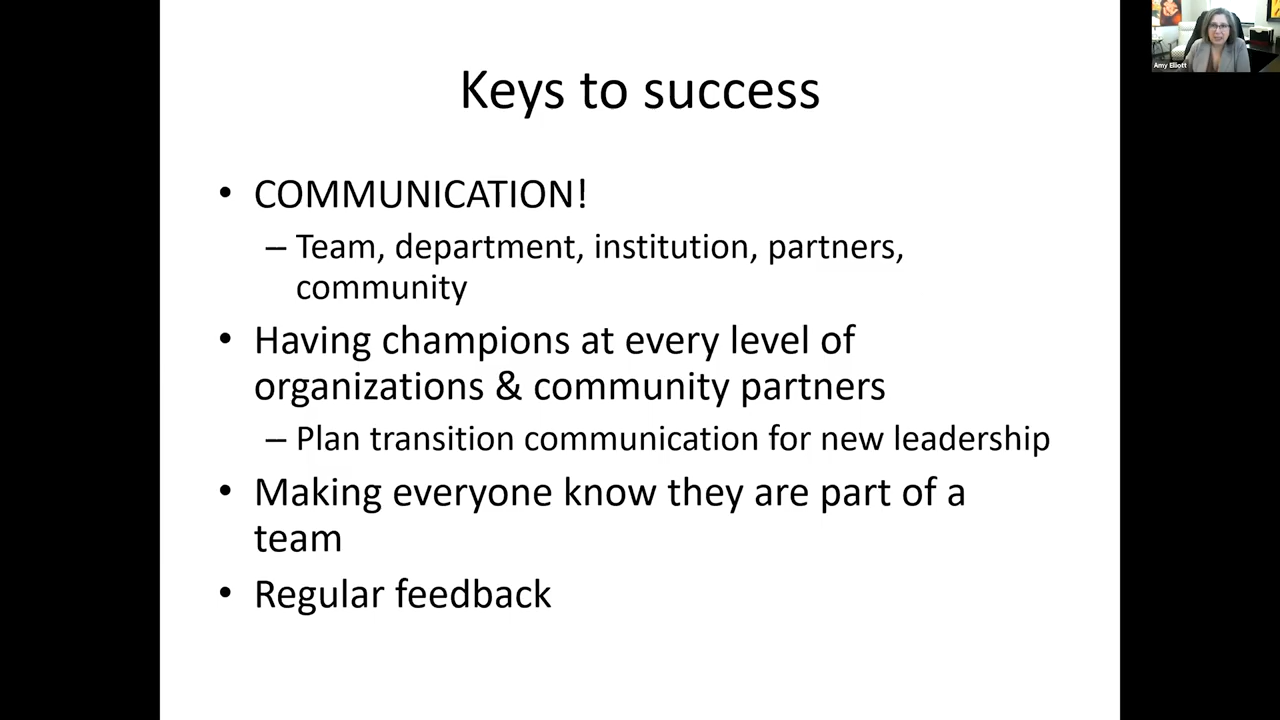 Keys to success
• COMMUNICATION!
– Team, department, institution, partners,
community
• Having champions at every level of
organizations & community partners
– Plan transition communication for new leadership
• Making everyone know they are part of a
team
• Regular feedback
Amy Elliott